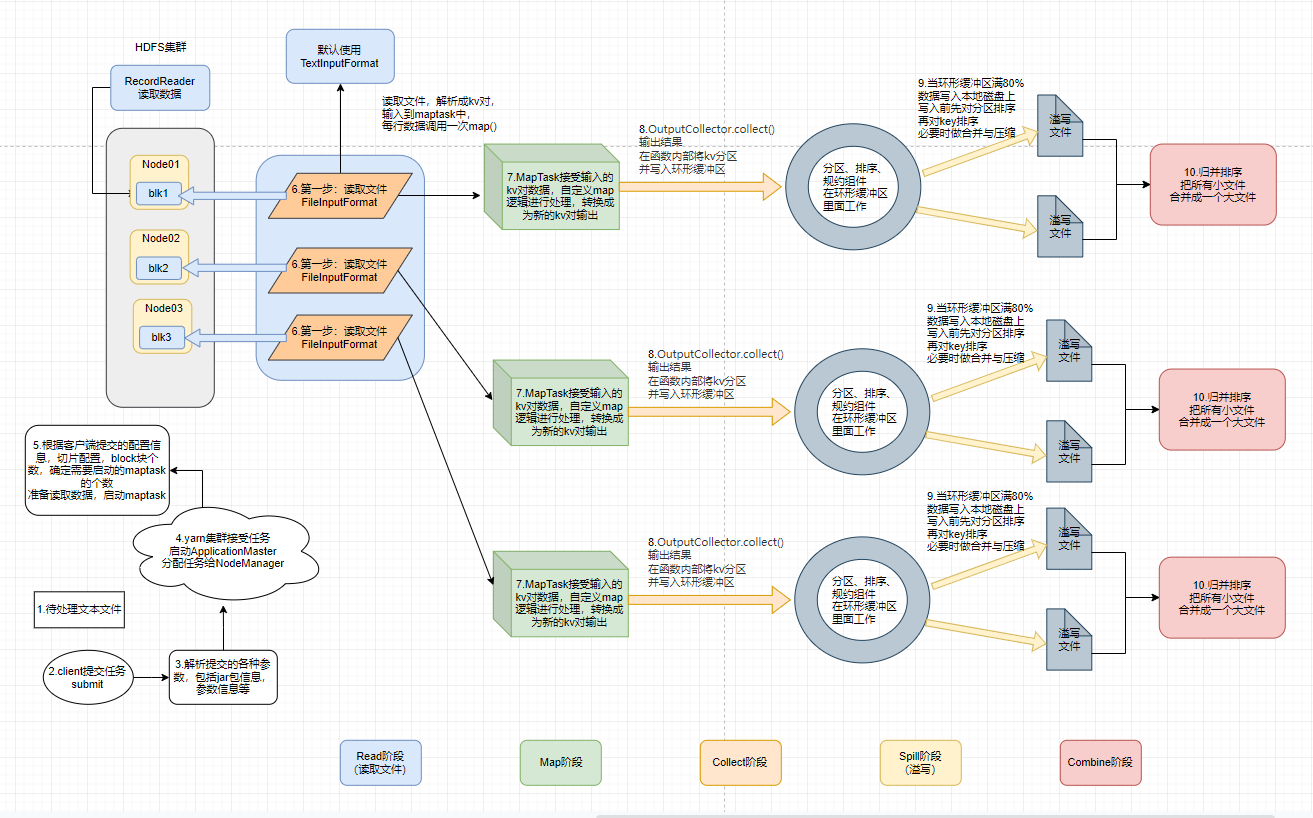 HDFS集群
RecordReader
读取数据
默认使用
TextInputFormat
读取文件，解析成kv对，
输入到maptask中，
每行数据调用一次map()
Node01
blk1
Node02
blk2
Node03
blk3
6.第一步：读取文件
FileInputFormat
6.第一步：读取文件
FileInputFormat
6.第一步：读取文件
FileInputFormat
7.MapTask接受输入的
kv对数据，自定义map
逻辑进行处理，转换成
为新的kv对输出
8.OutputCollector.collect()
输出结果
在函数内部将kv分区
并写入环形缓冲区
分区、排序、
规约组件
在环形缓冲区
里面工作
9.当环形缓冲区满80%
数据写入本地磁盘上
写入前先对分区排序
再对key排序
必要时做合并与压缩
溢写
文件
溢写
文件
10.归并排序
把所有小文件
合并成一个大文件
7.MapTask接受输入的
kv对数据，自定义map
逻辑进行处理，转换成
为新的kv对输出
8.OutputCollector.collect()
输出结果
在函数内部将kv分区
并写入环形缓冲区
分区、排序、
规约组件
在环形缓冲区
里面工作
9.当环形缓冲区满80%
数据写入本地磁盘上
写入前先对分区排序
再对key排序
必要时做合并与压缩
溢写
文件
溢写
文件
10.归并排序
把所有小文件
合并成一个大文件
7.MapTask接受输入的
kv对数据，自定义map
逻辑进行处理，转换成
为新的kv对输出
8.OutputCollector.collect()
输出结果
在函数内部将kv分区
并写入环形缓冲区
分区、排序、
规约组件
在环形缓冲区
里面工作
9.当环形缓冲区满80%
数据写入本地磁盘上
写入前先对分区排序
再对key排序
必要时做合并与压缩
溢写
文件
溢写
文件
10.归并排序
把所有小文件
合并成一个大文件
5.根据客户端提交的配置信
息，切片配置，block块个
数，确定需要启动的maptask
的个数
准备读取数据，启动maptask
4.yarn集群接受任务
启动ApplicationMaster
分配任务给NodeManager
1.待处理文本文件
2.client提交任务
submit
3.解析提交的各种参
数，包括jar包信息，
参数信息等
Read阶段
（读取文件）
Map阶段
Collect阶段
Spill阶段
（溢写）
Combine阶段